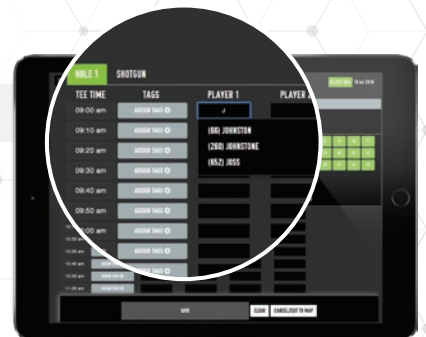 HOLE 1 SHOTGUN
TEE TIME TAGS PLAYER 1 PLAYER
09:00 am ASSIGN TAGS J
09:10 am ASSIGN TAGS (66) JOHNSTON
09:20 am ASSIGN TAGS (260) JOHNSTONE
09:30 am ASSIGN TAGS (652) JOSS
09:40 am ASSIGN TAGS
09:50 am ASSIGN TAGS
00 am ASSIGN TAGS
ASSIGN TAGS
SAVE CLEAR CANCEL/EXIT TO MAP